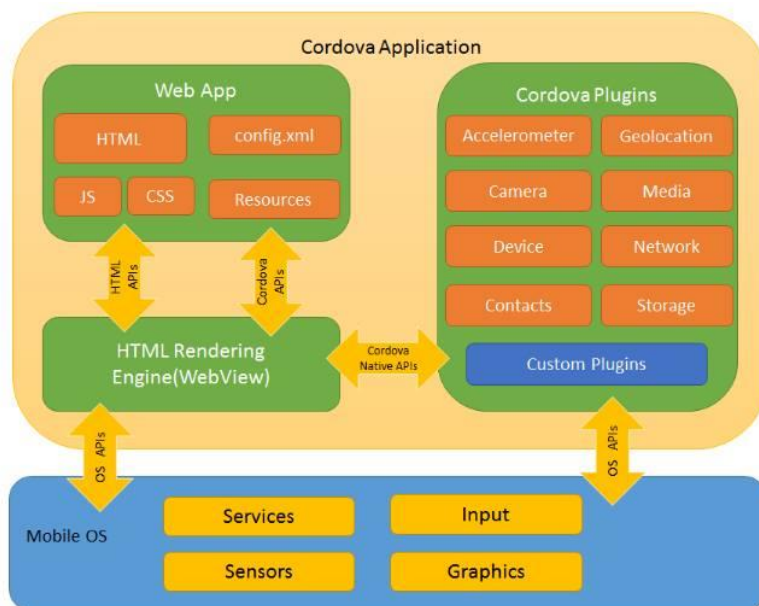 Cordova Application
Web App
HTML
config.xml
JS
CSS
Resources
HTML
APIs
Cordova
APIs
HTML Rendering
Engine(WebView)
Cordova
Native APIs
Cordova Plugins
Accelerometer
Geolocation
Camera
Media
Device
Network
Contacts
Storage
Custom Plugins
OS APIs
OS APIs
Mobile OS
Services
Input
Sensors
Graphics